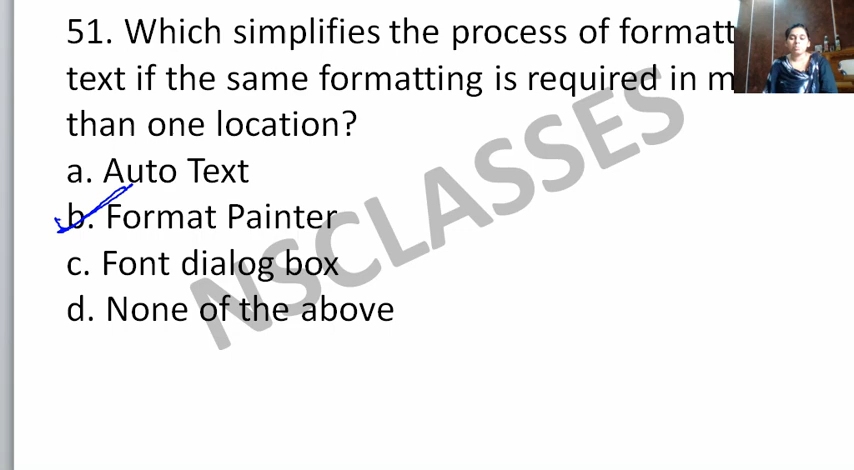 51. Which simplifies the process of formatt
text if the same formatting is required in m
than one location?
a. Auto Text
b. Format Painter
c. Font dialog box
d. None of the above
NSCLASSES